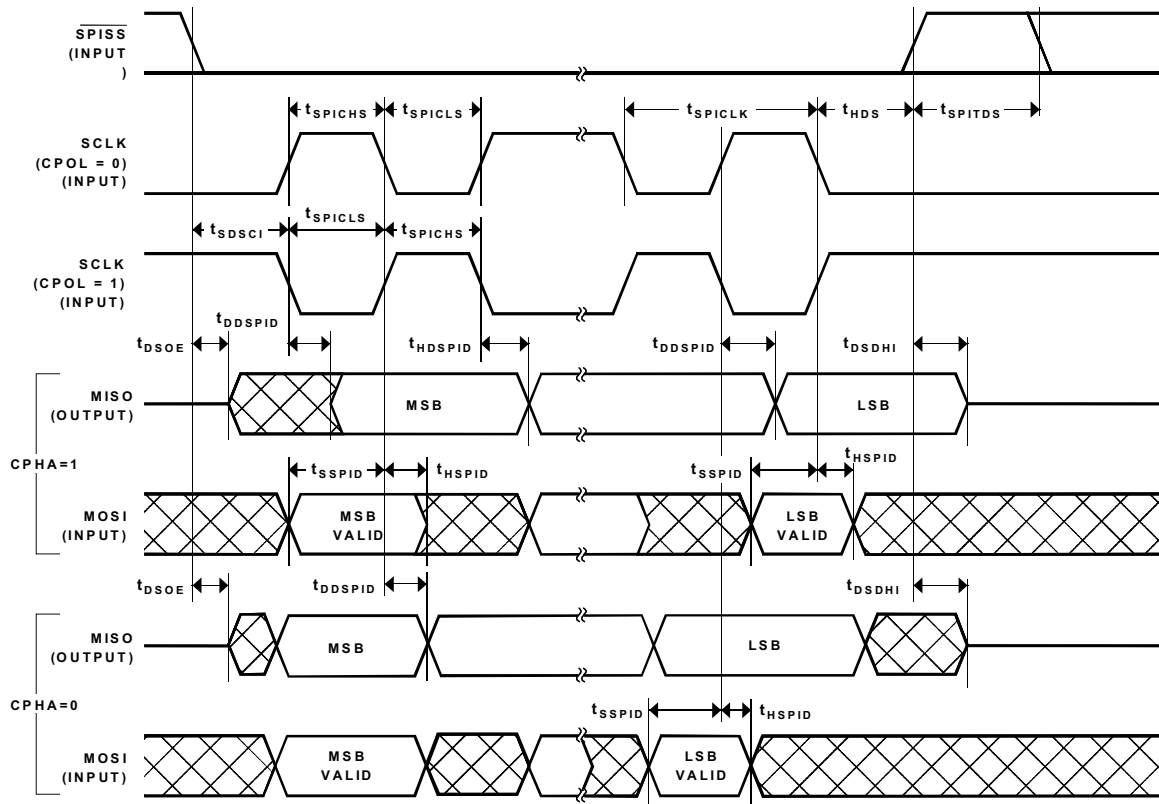 SPISS
(INPUT
)
tSPICHS tSPICLS tSPICLK tHDS tSPITDS
SCLK
(CPOL = 0)
(INPUT)
tSDSCI tSPICLS tSPICHS
SCLK
(CPOL = 1)
(INPUT)
tDSOE tDDSPID tHDSPID tDDSPID tDSDHI
MISO
(OUTPUT)
MSB LSB
CPHA=1
tSSPID tHSPID tSSPID tHSPID
MOSI
(INPUT)
MSB
VALID
LSB
VALID
tDSOE tDDSPID tDSDHI
MISO
(OUTPUT)
MSB LSB
CPHA=0
tSSPID tHSPID
MOSI
(INPUT)
MSB
VALID
LSB
VALID